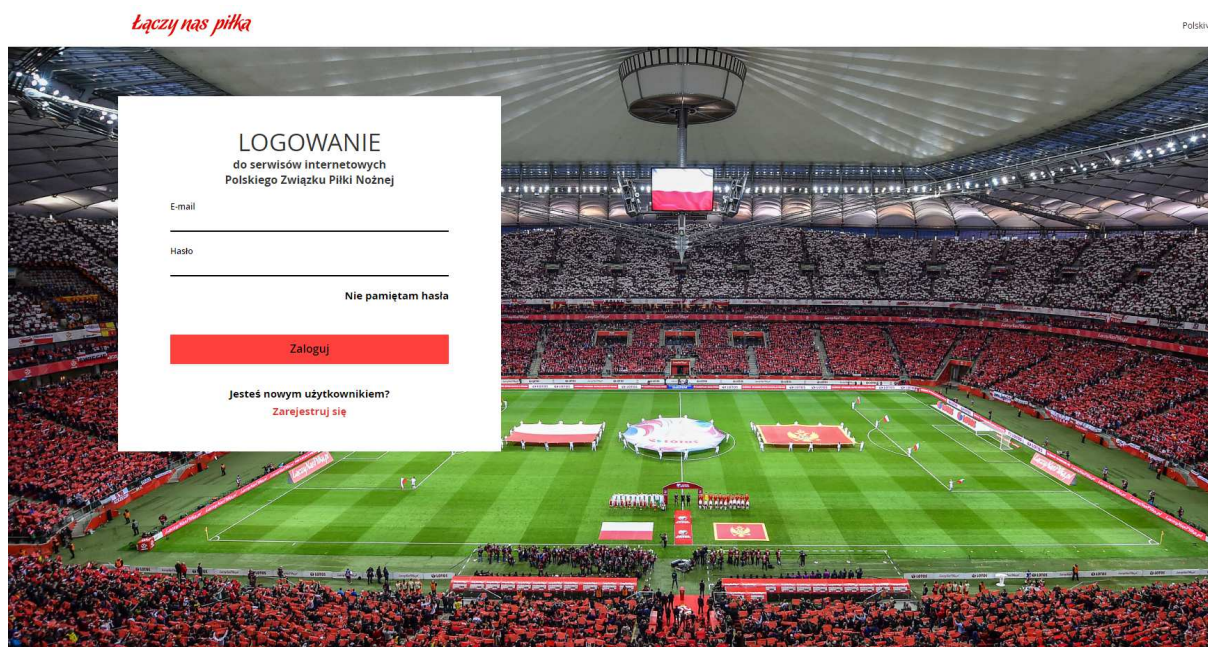 Łączy nas piłka
Polski
LOGOWANIE
do serwisów internetowych
Polskiego Związku Piłki Nożnej
E-mail
Hasło
Nie pamiętam hasła
Zaloguj
Jesteś nowym użytkownikiem?
Zarejestruj się